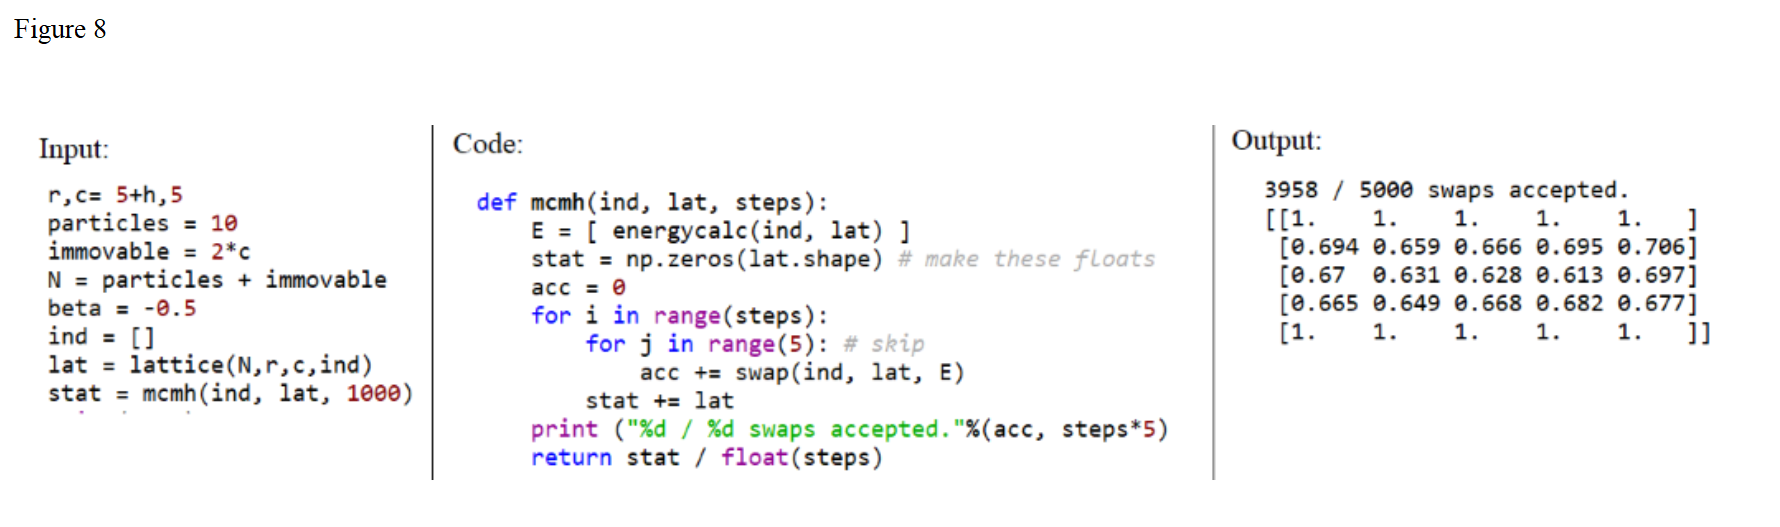 Figure 8
Input:
r,c= 5+h,5
particles = 10
immovable = 2*c
N = particles + immovable
beta = -0.5
ind = []
lat = lattice(N,r,c,ind)
stat = mcmh(ind, lat, 1000)
Code:
def mcmh(ind, lat, steps):
    E = [ energycalc(ind, lat) ]
    stat = np.zeros(lat.shape) # make these floats
    acc = 0
    for i in range(steps):
        for j in range(5): # skip
            acc += swap(ind, lat, E)
        stat += lat
    print ("%d / %d swaps accepted."%(acc, steps*5)
    return stat / float(steps)
Output:
3958 / 5000 swaps accepted.
[[1.    1.    1.    1.    1.   ]
 [0.694 0.659 0.666 0.695 0.706]
 [0.67  0.631 0.628 0.613 0.697]
 [0.665 0.649 0.668 0.682 0.677]
 [1.    1.    1.    1.    1.   ]]